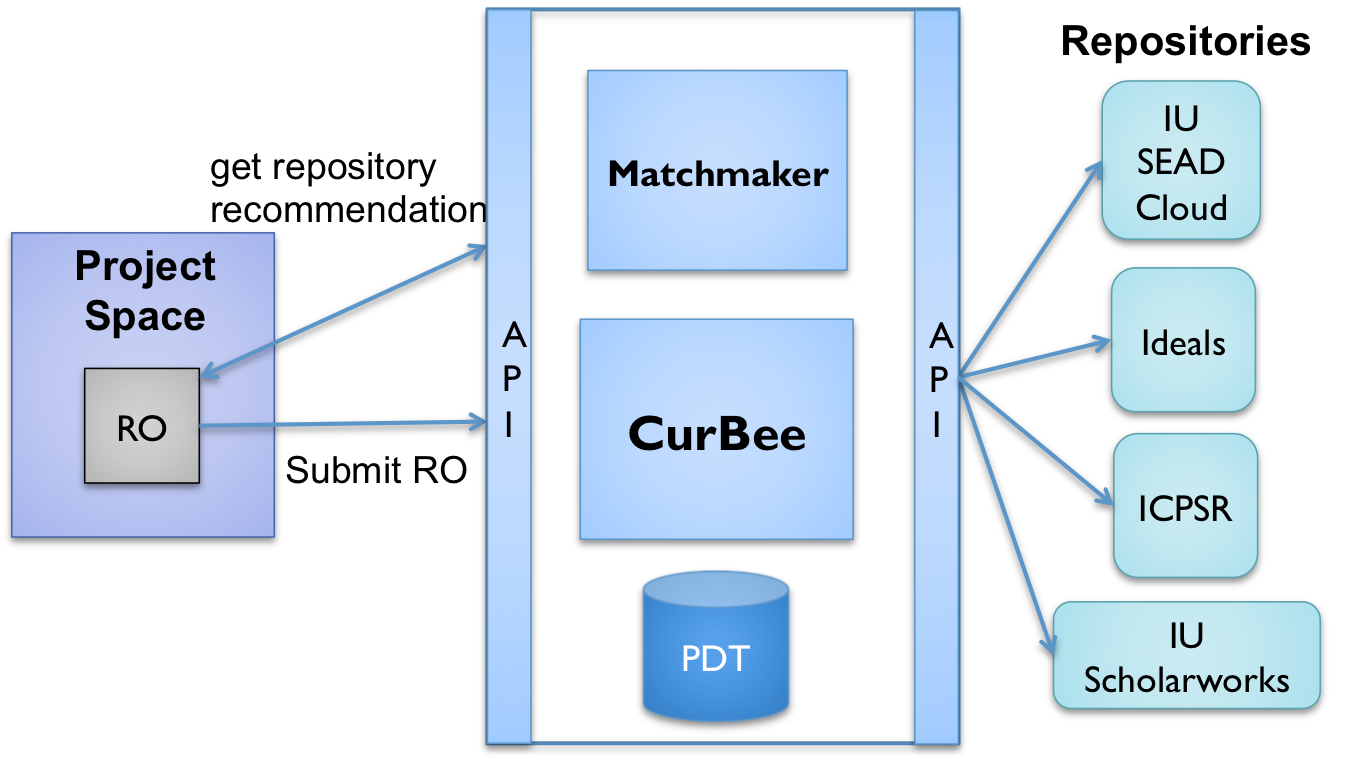 get repository
recommendation
Project
Space
RO
Submit RO
A
P
I
Matchmaker
CurBee
PDT
A
P
I
Repositories
IU
SEAD
Cloud
Ideals
ICPSR
IU
Scholarworks